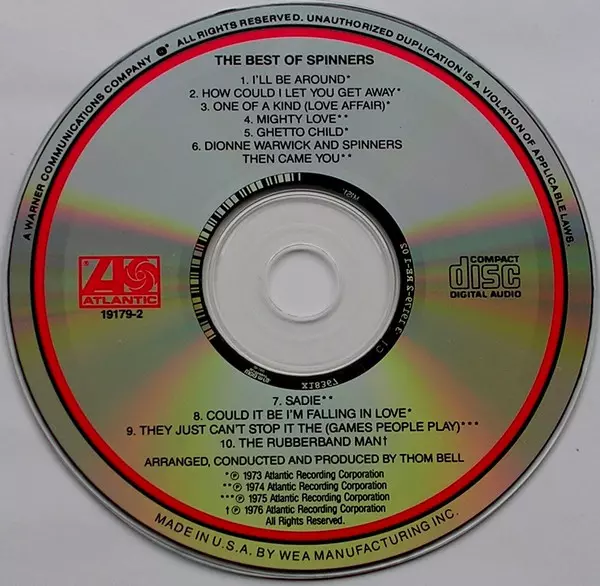 A WARNER COMMUNICATIONS COMPANY ALL RIGHTS RESERVED. UNAUTHORIZED DUPLICATION IS A VIOLATION OF APPLICABLE LAWS.
THE BEST OF SPINNERS
1. I'LL BE AROUND*
2. HOW COULD I LET YOU GET AWAY*
3. ONE OF A KIND (LOVE AFFAIR)*
4. MIGHTY LOVE**
5. GHETTO CHILD*
6. DIONNE WARWICK AND SPINNERS
THEN CAME YOU**
ATLANTIC
19179-2
COMPACT
disc
DIGITAL AUDIO
X18367
7. SADIE**
8. COULD IT BE I'M FALLING IN LOVE*
9. THEY JUST CAN'T STOP IT THE (GAMES PEOPLE PLAY)***
10. THE RUBBERBAND MAN†
ARRANGED, CONDUCTED AND PRODUCED BY THOM BELL
*℗ 1973 Atlantic Recording Corporation
**℗ 1974 Atlantic Recording Corporation
***℗ 1975 Atlantic Recording Corporation
†℗ 1976 Atlantic Recording Corporation
All Rights Reserved.
MADE IN U.S.A. BY WEA MANUFACTURING INC.